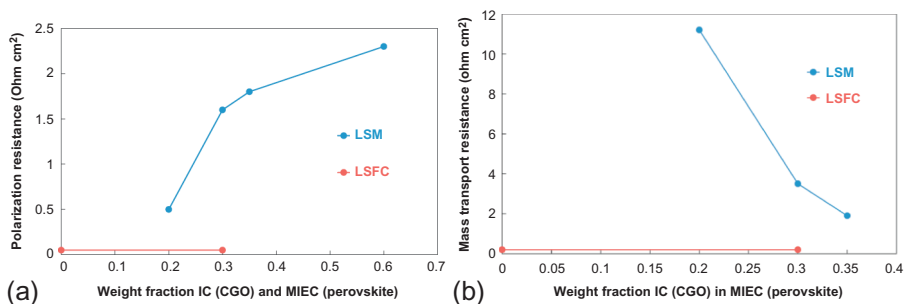 Polarization resistance (Ohm cm²)
2.5
2
1.5
1
0.5
0
LSM
LSFC
0 0.1 0.2 0.3 0.4 0.5 0.6 0.7
(a) Weight fraction IC (CGO) and MIEC (perovskite)
Mass transport resistance (ohm cm²)
12
10
8
6
4
2
0
LSM
LSFC
0 0.05 0.1 0.15 0.2 0.25 0.3 0.35 0.4
(b) Weight fraction IC (CGO) in MIEC (perovskite)